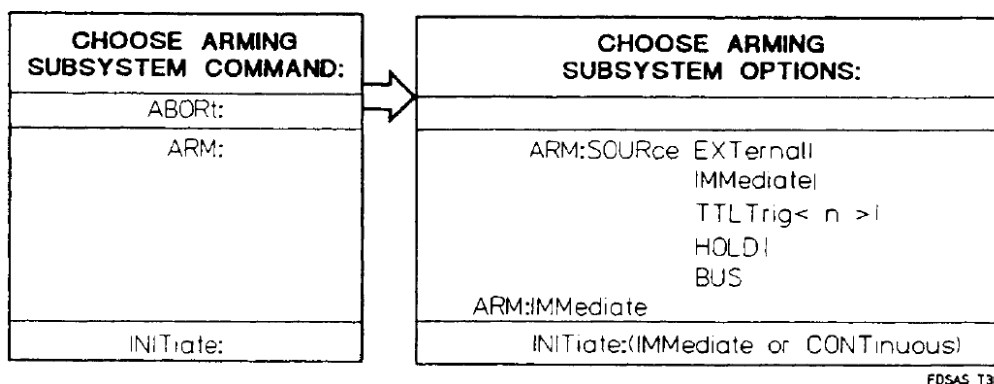 CHOOSE ARMING
SUBSYSTEM COMMAND:
ABORt:
ARM:
INITiate:
CHOOSE ARMING
SUBSYSTEM OPTIONS:
ARM:SOURce EXTernal|
IMMediate|
TTLTrig< n >|
HOLD|
BUS
ARM:IMMediate
INITiate:(IMMediate or CONTinuous)
FDSAS T3